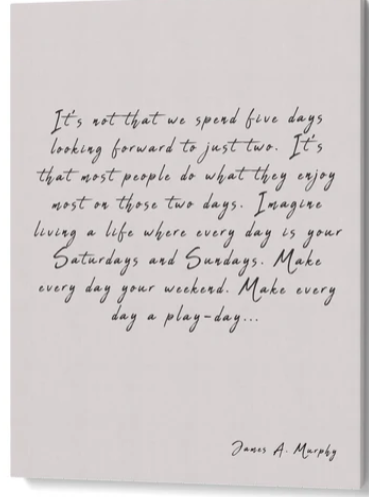 It's not that we spend five days
looking forward to just two. It's
that most people do what they enjoy
most on those two days. Imagine
living a life where every day is your
Saturdays and Sundays. Make
every day your weekend. Make every
day a play-day...
James A. Murphy